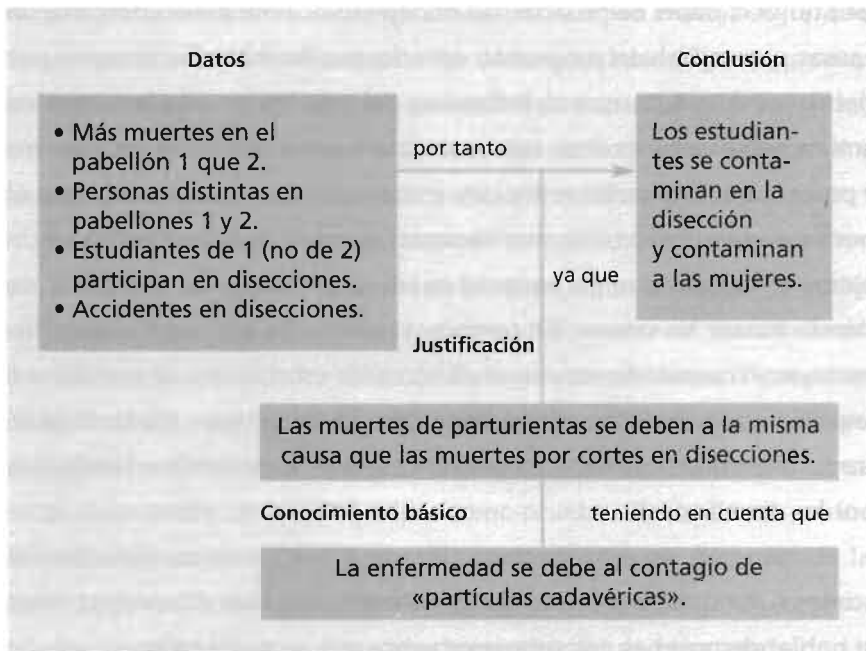 Datos
Conclusión
• Más muertes en el
pabellón 1 que 2.
• Personas distintas en
pabellones 1 y 2.
• Estudiantes de 1 (no de 2)
participan en disecciones.
• Accidentes en disecciones.
por tanto
Los estudian-
tes se conta-
minan en la
disección
y contaminan
a las mujeres.
ya que
Justificación
Las muertes de parturientas se deben a la misma
causa que las muertes por cortes en disecciones.
Conocimiento básico
teniendo en cuenta que
La enfermedad se debe al contagio de
«partículas cadavéricas».